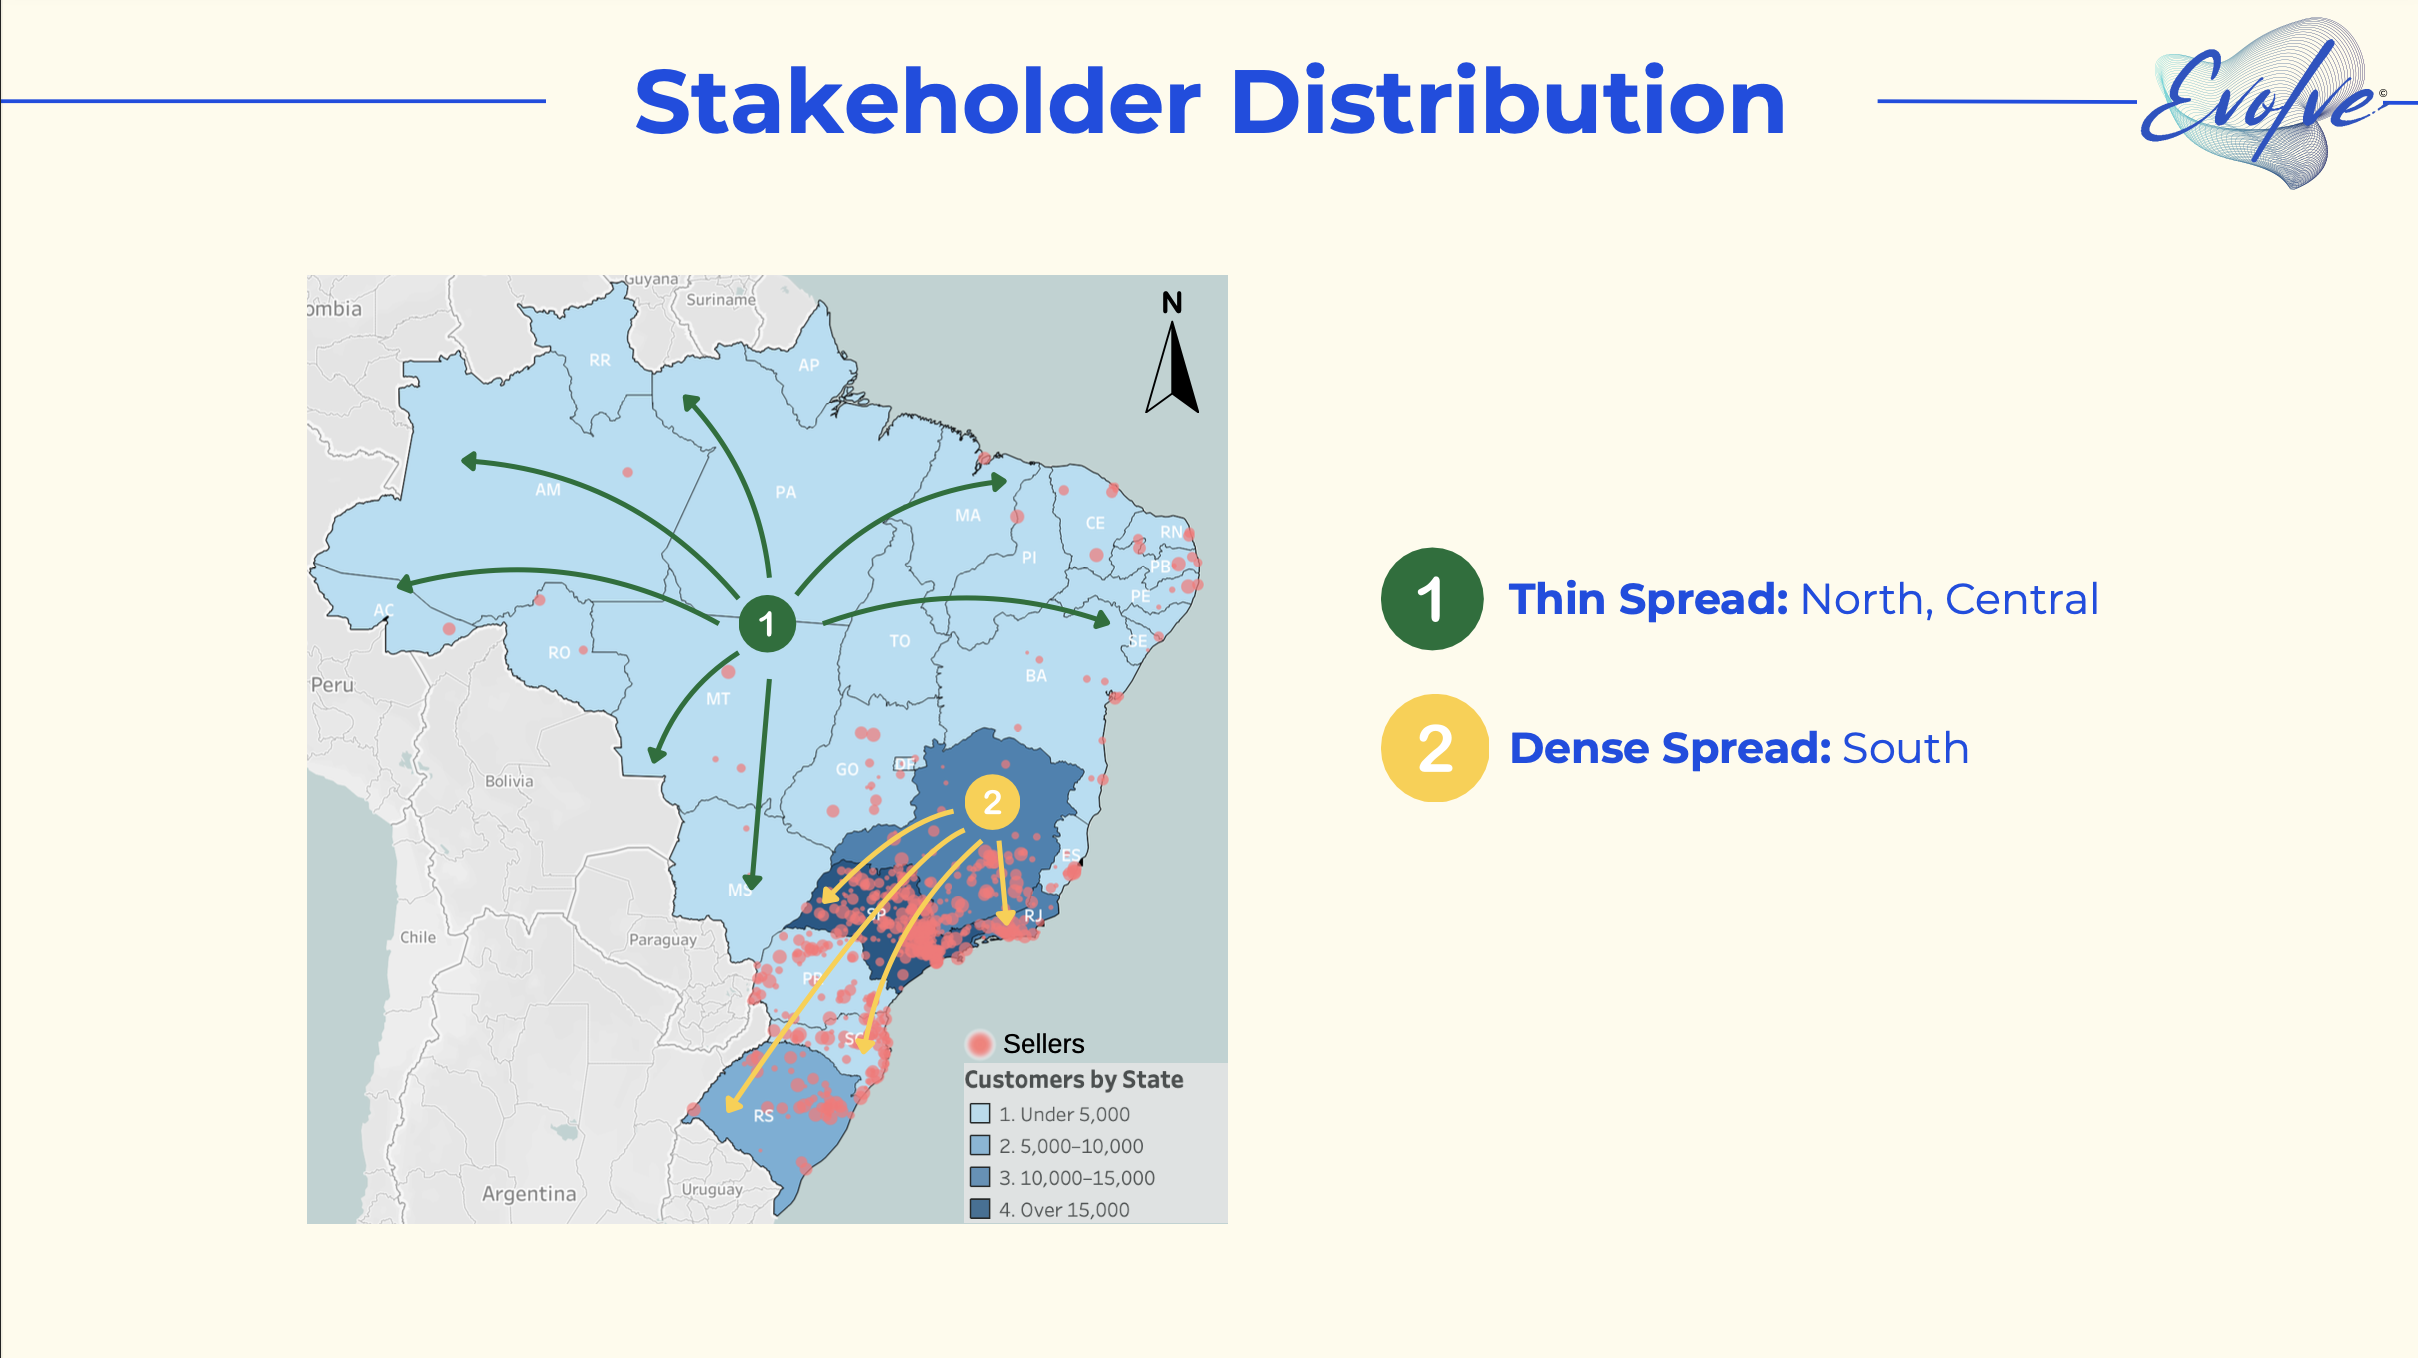 Stakeholder Distribution
Evolve
©
Guyana
Suriname
ombia
N
RR
AP
AM
PA
MA
CE
RN
PI
PB
PE
AC
1
TO
SE
RO
BA
Peru
MT
GO
DF
Bolivia
2
ES
MS
SP
RJ
Chile
Paraguay
PR
SC
Sellers
Customers by State
1. Under 5,000
2. 5,000–10,000
3. 10,000–15,000
4. Over 15,000
RS
Argentina
Uruguay
1 Thin Spread: North, Central
2 Dense Spread: South